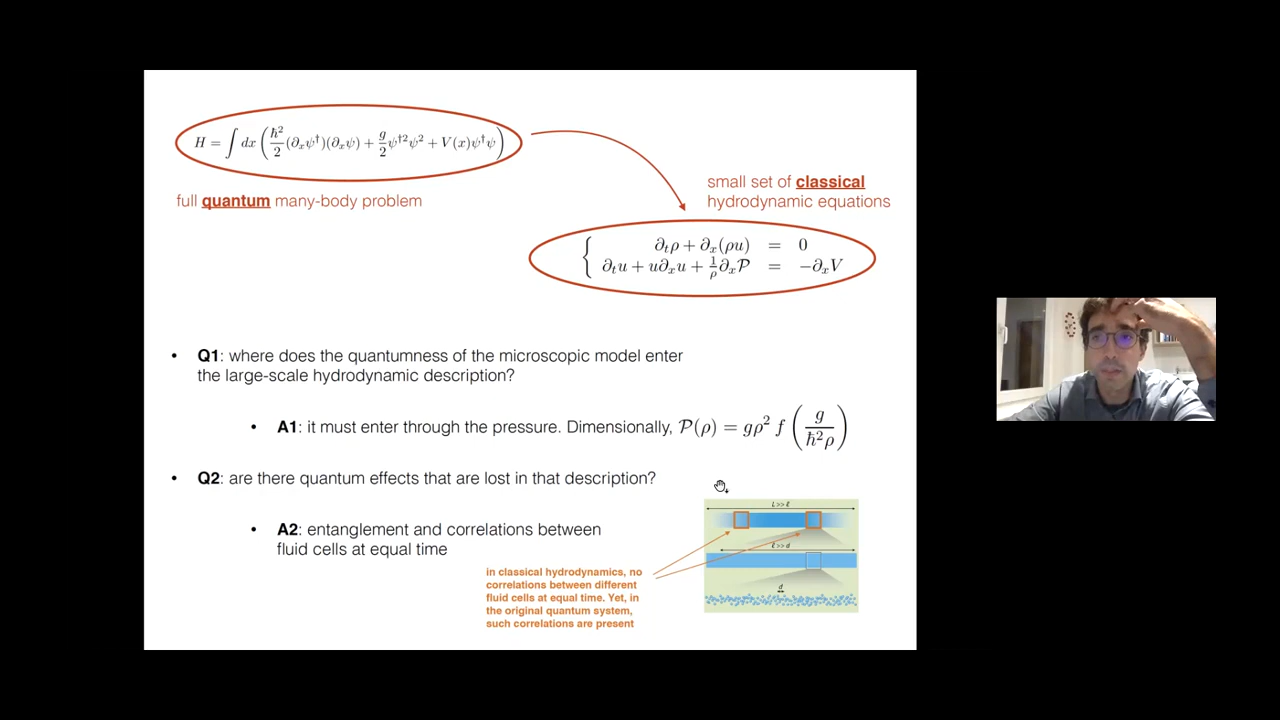 H = ∫ dx ( ħ²/2 (∂ₓψ†)(∂ₓψ) + g/2 ψ†²ψ² + V(x)ψ†ψ )
full quantum many-body problem
small set of classical
hydrodynamic equations
∂ₜρ + ∂ₓ(ρu) = 0
∂ₜu + u∂ₓu + 1/ρ ∂ₓ𝒫 = −∂ₓV
• Q1: where does the quantumness of the microscopic model enter
the large-scale hydrodynamic description?
• A1: it must enter through the pressure. Dimensionally, 𝒫(ρ) = gρ² f ( g / ħ²ρ )
• Q2: are there quantum effects that are lost in that description?
• A2: entanglement and correlations between
fluid cells at equal time
in classical hydrodynamics, no
correlations between different
fluid cells at equal time. Yet, in
the original quantum system,
such correlations are present
L >> ℓ
ℓ >> d
d